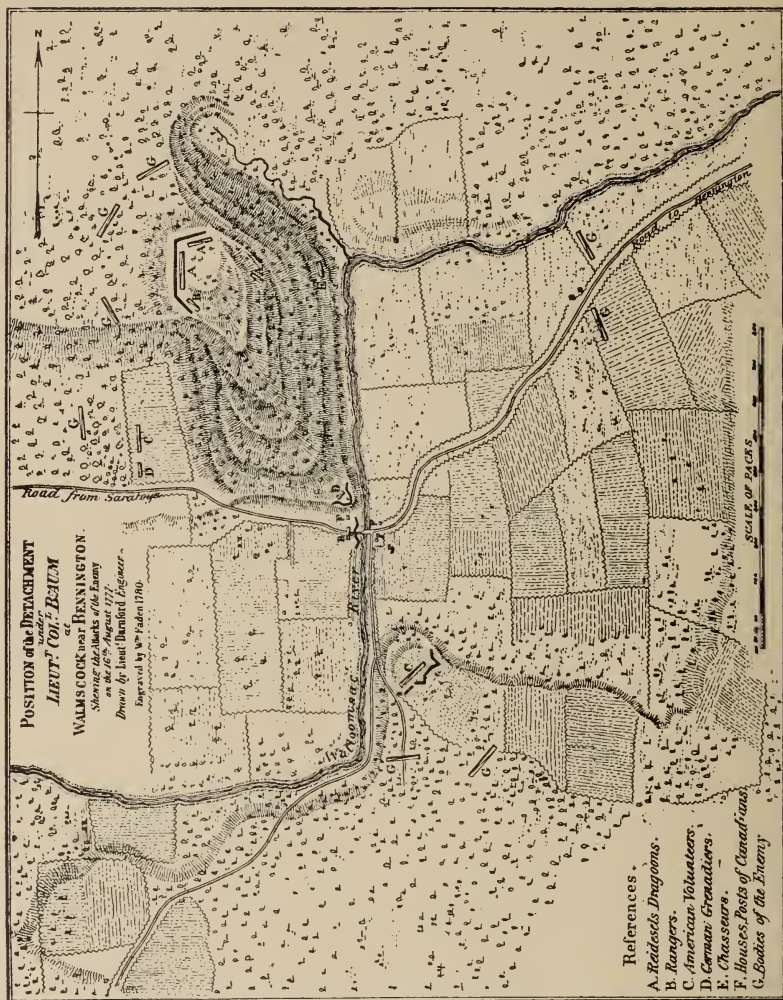 POSITION of the DETACHMENT
under
LIEUT.T COL.L BAUM
at
WALMSCOCK near BENNINGTON
Shewing the Attacks of the Enemy
on the 16th August 1777.
Drawn by Lieut.t Durnford Engineer.
Engraved by Wm Faden 1780.
N
G
G
G
G
A
A
B
D
C
Road from Saratoga
E
D
River
G
Road to Bennington
G
C
G
G
SCALE OF PACKS
References
A. Reidesels Dragoons.
B. Rangers.
C. American Volunteers.
D. German Grenadiers.
E. Chasseurs.
F. Houses, Posts of Canadians
G. Bodies of the Enemy